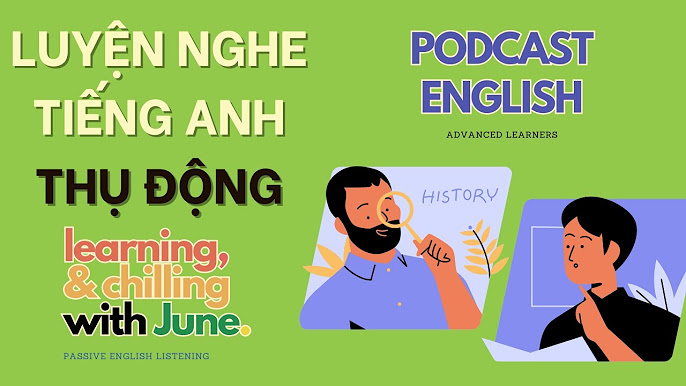 LUYỆN NGHE
TIẾNG ANH
THỤ ĐỘNG
learning,
& chilling
with June.
PASSIVE ENGLISH LISTENING
PODCAST
ENGLISH
ADVANCED LEARNERS
HISTORY